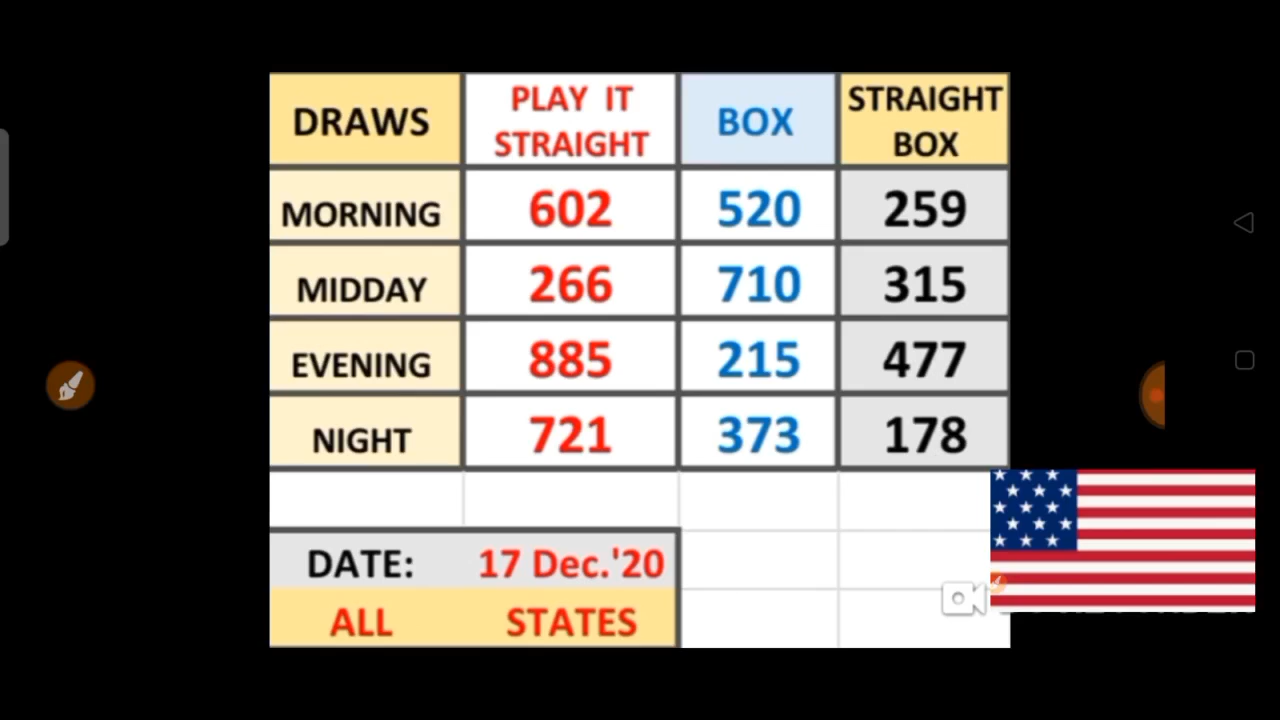 DRAWS PLAY IT STRAIGHT BOX STRAIGHT BOX
MORNING 602 520 259
MIDDAY 266 710 315
EVENING 885 215 477
NIGHT 721 373 178
DATE: 17 Dec.'20
ALL STATES